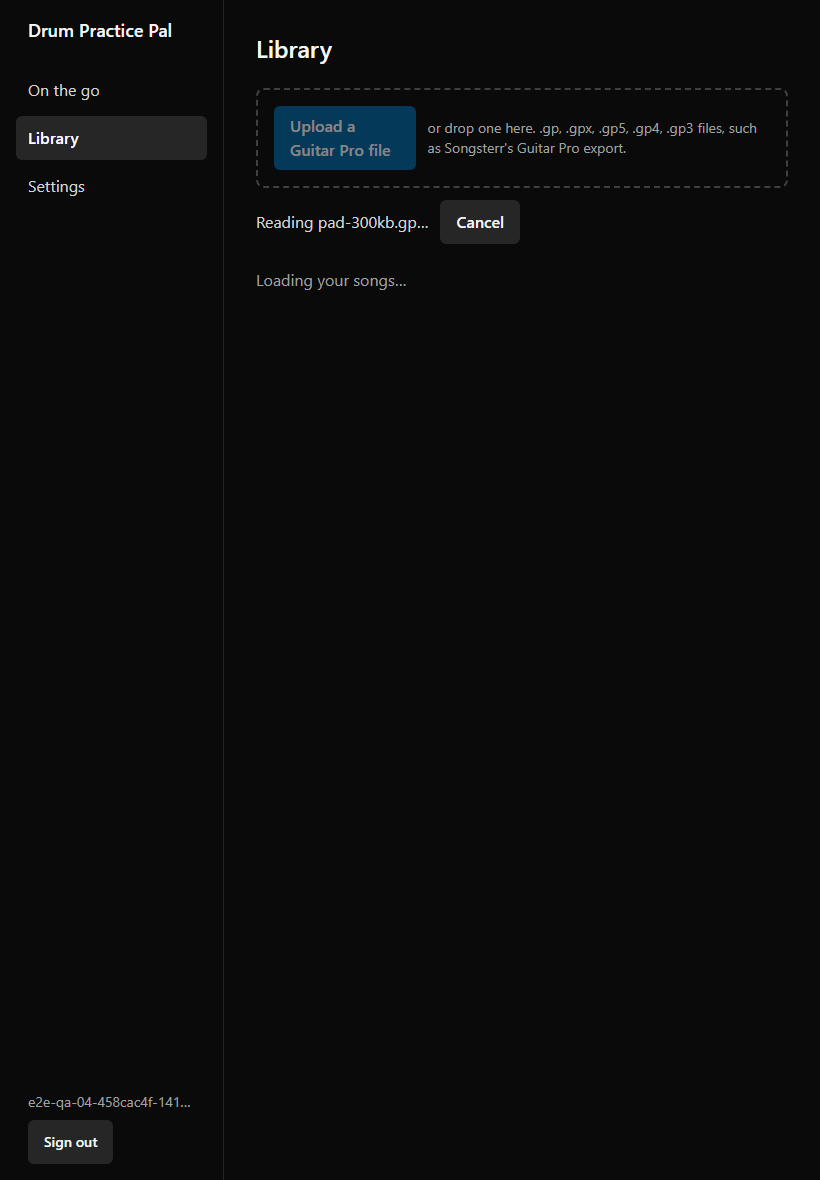 Drum Practice Pal
On the go
Library
Settings
Library
Upload a
Guitar Pro file
or drop one here. .gp, .gpx, .gp5, .gp4, .gp3 files, such
as Songsterr's Guitar Pro export.
Reading pad-300kb.gp...
Cancel
Loading your songs...
e2e-qa-04-458cac4f-141...
Sign out